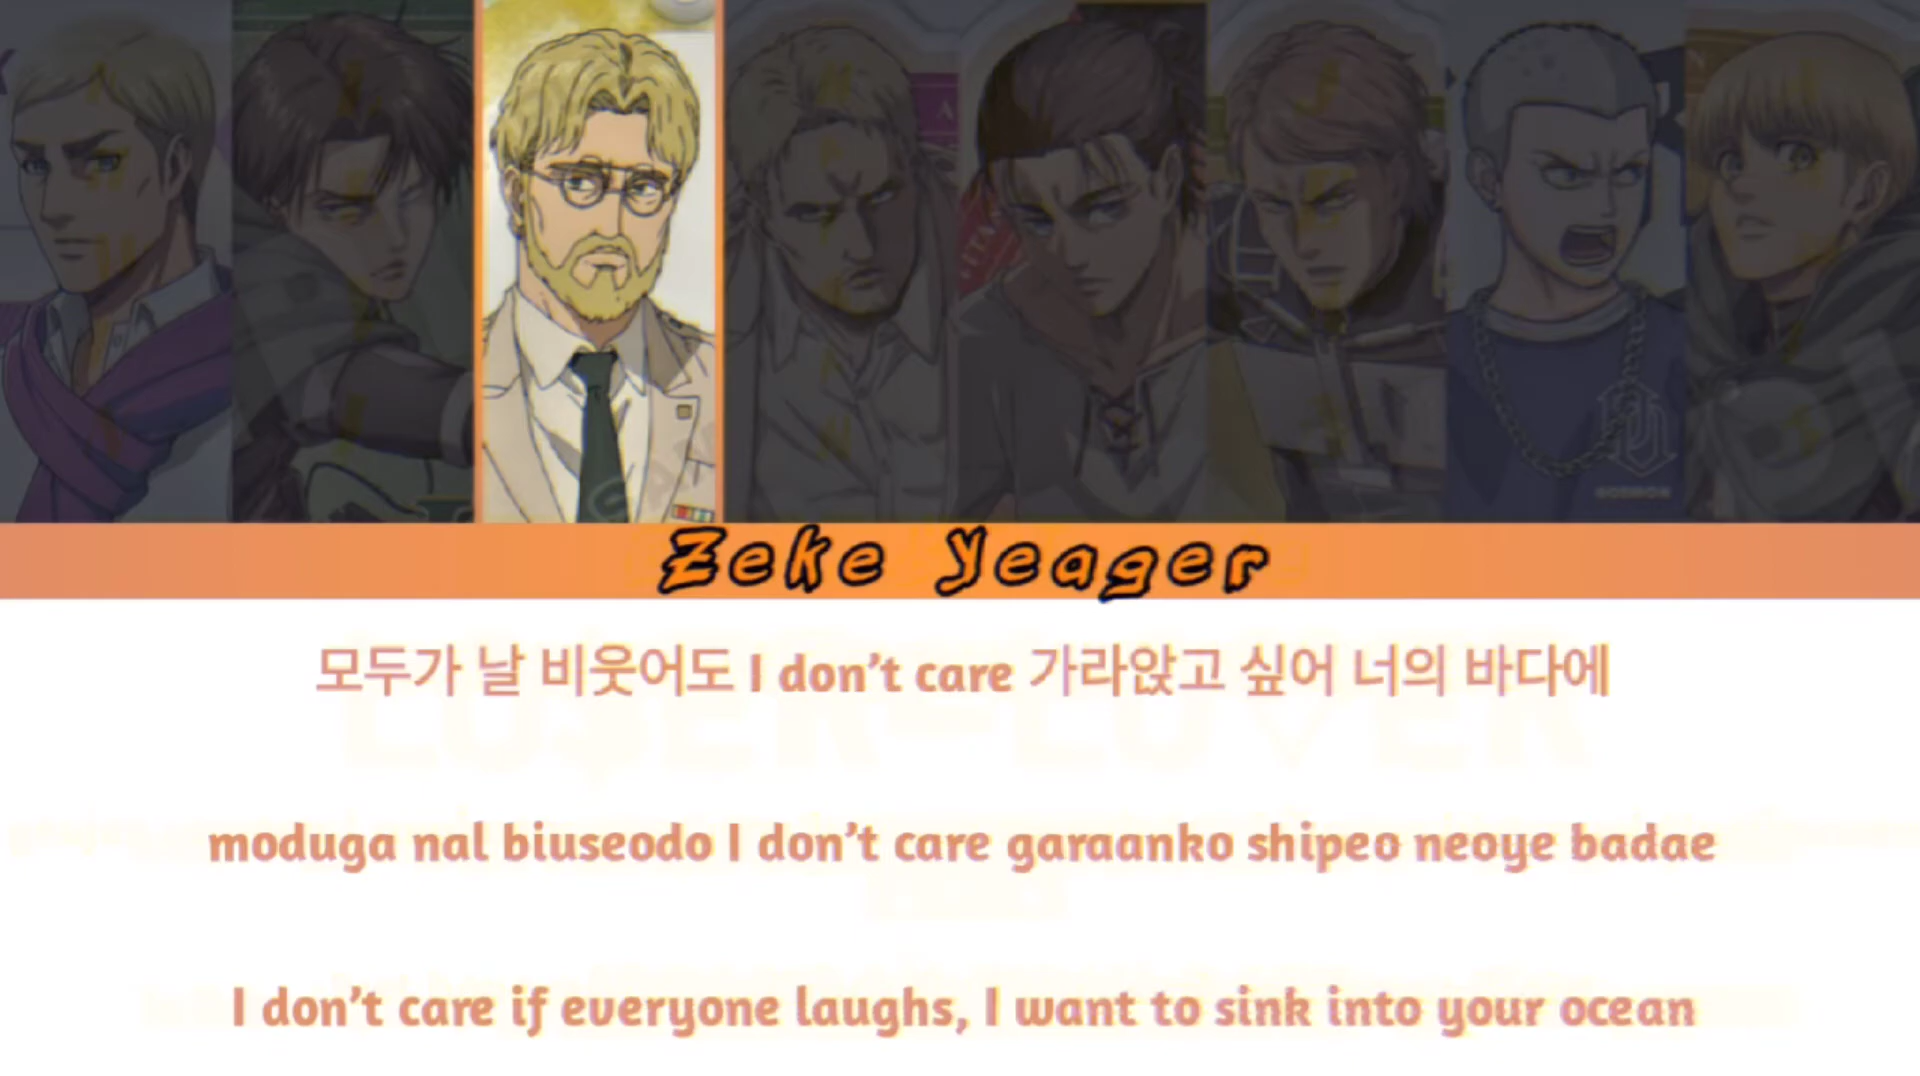 Zeke Yeager
모두가 날 비웃어도 I don't care 가라앉고 싶어 너의 바다에
moduga nal biuseodo I don't care garaanko shipeo neoye badae
I don't care if everyone laughs, I want to sink into your ocean